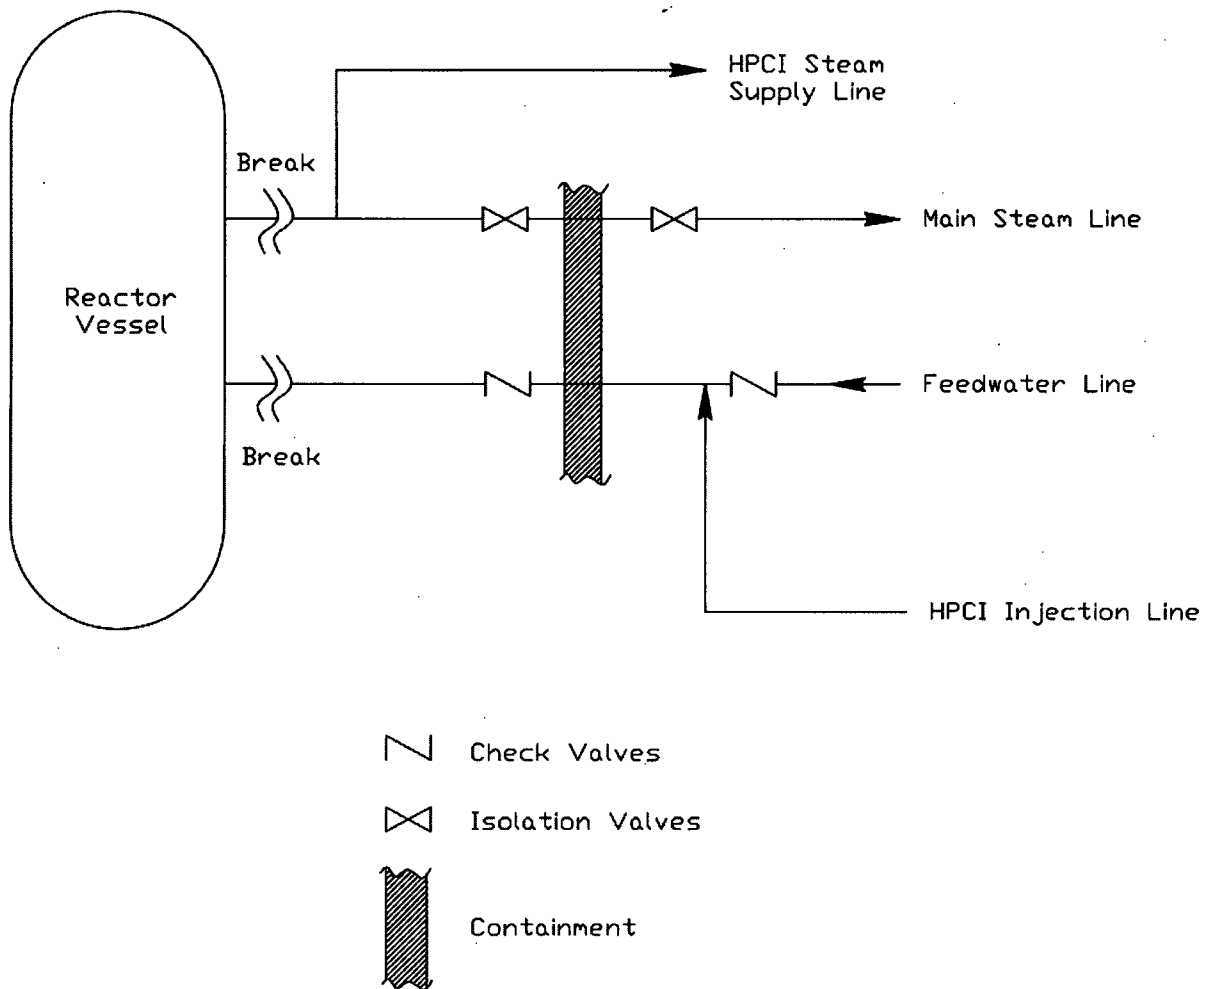 HPCI Steam
Supply Line
Break
Main Steam Line
Reactor
Vessel
Feedwater Line
Break
HPCI Injection Line
Check Valves
Isolation Valves
Containment